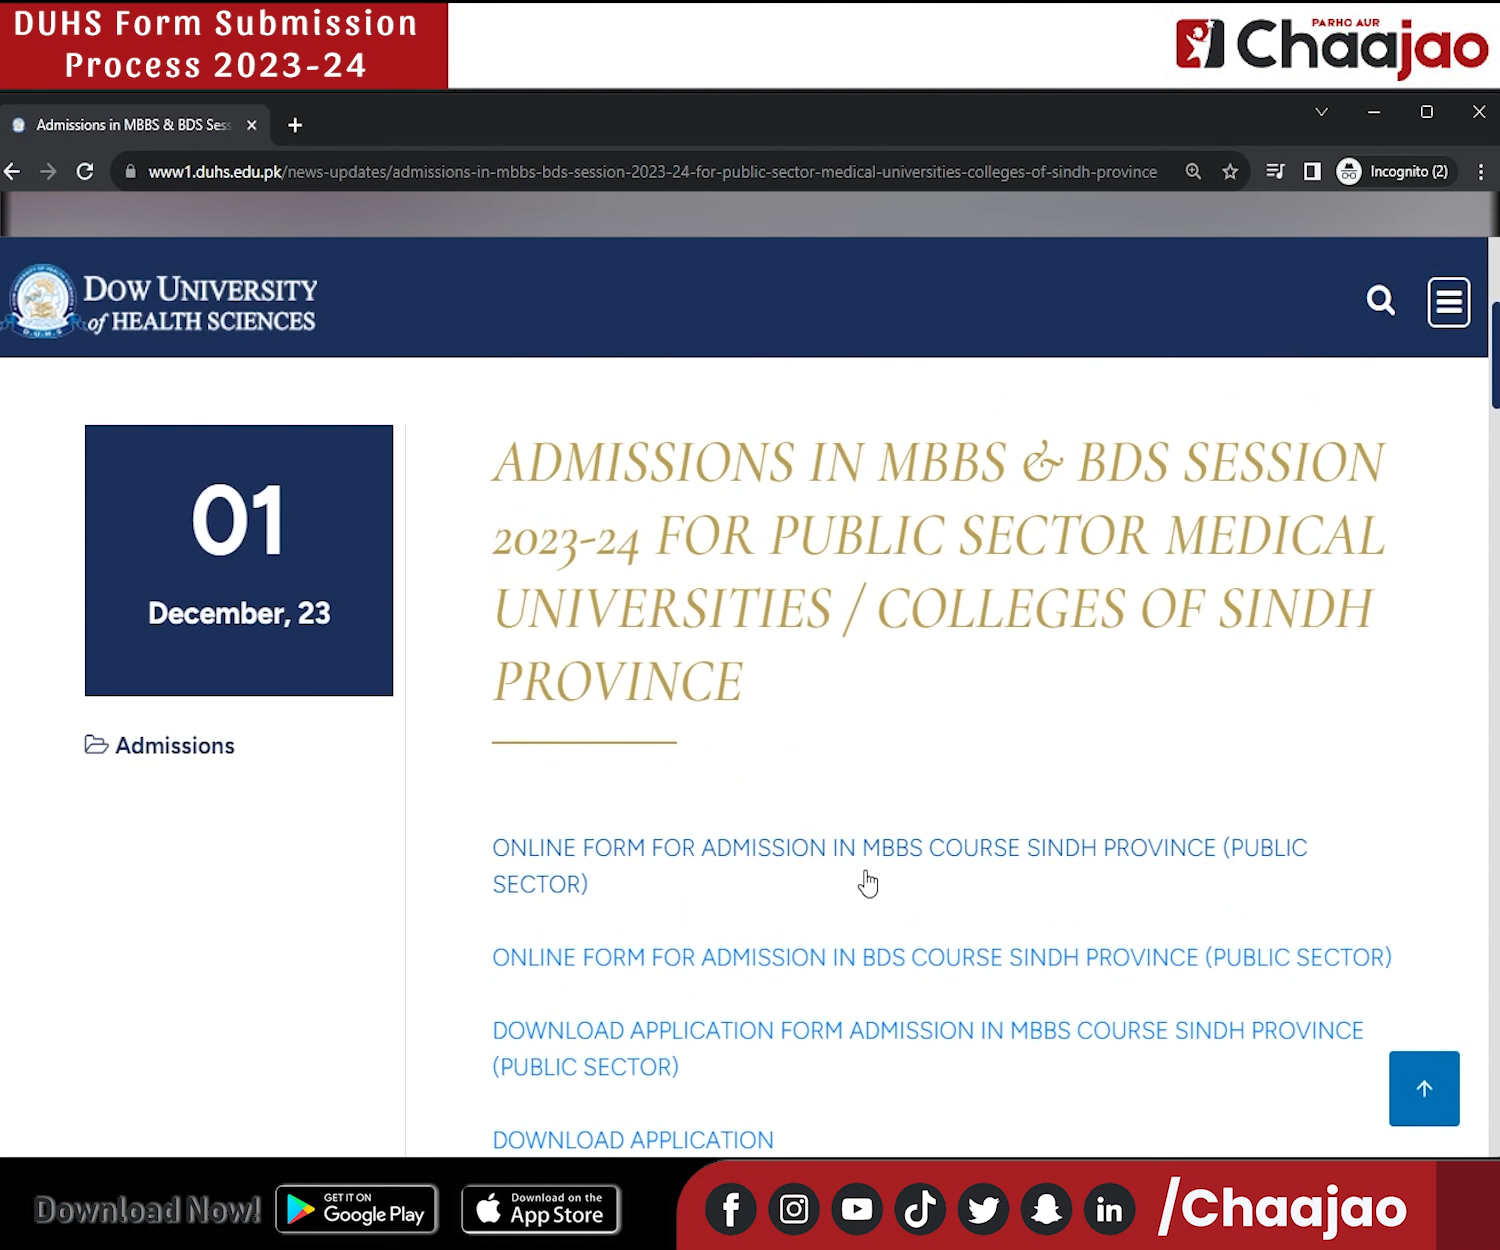 DUHS Form Submission
Process 2023-24
PARHO AUR
Chaajao
Admissions in MBBS & BDS Ses
www1.duhs.edu.pk/news-updates/admissions-in-mbbs-bds-session-2023-24-for-public-sector-medical-universities-colleges-of-sindh-province
Incognito (2)
DOW UNIVERSITY
of HEALTH SCIENCES
01
December, 23
Admissions
ADMISSIONS IN MBBS & BDS SESSION
2023-24 FOR PUBLIC SECTOR MEDICAL
UNIVERSITIES / COLLEGES OF SINDH
PROVINCE
ONLINE FORM FOR ADMISSION IN MBBS COURSE SINDH PROVINCE (PUBLIC
SECTOR)
ONLINE FORM FOR ADMISSION IN BDS COURSE SINDH PROVINCE (PUBLIC SECTOR)
DOWNLOAD APPLICATION FORM ADMISSION IN MBBS COURSE SINDH PROVINCE
(PUBLIC SECTOR)
DOWNLOAD APPLICATION
Download Now!
GET IT ON
Google Play
Download on the
App Store
/Chaajao